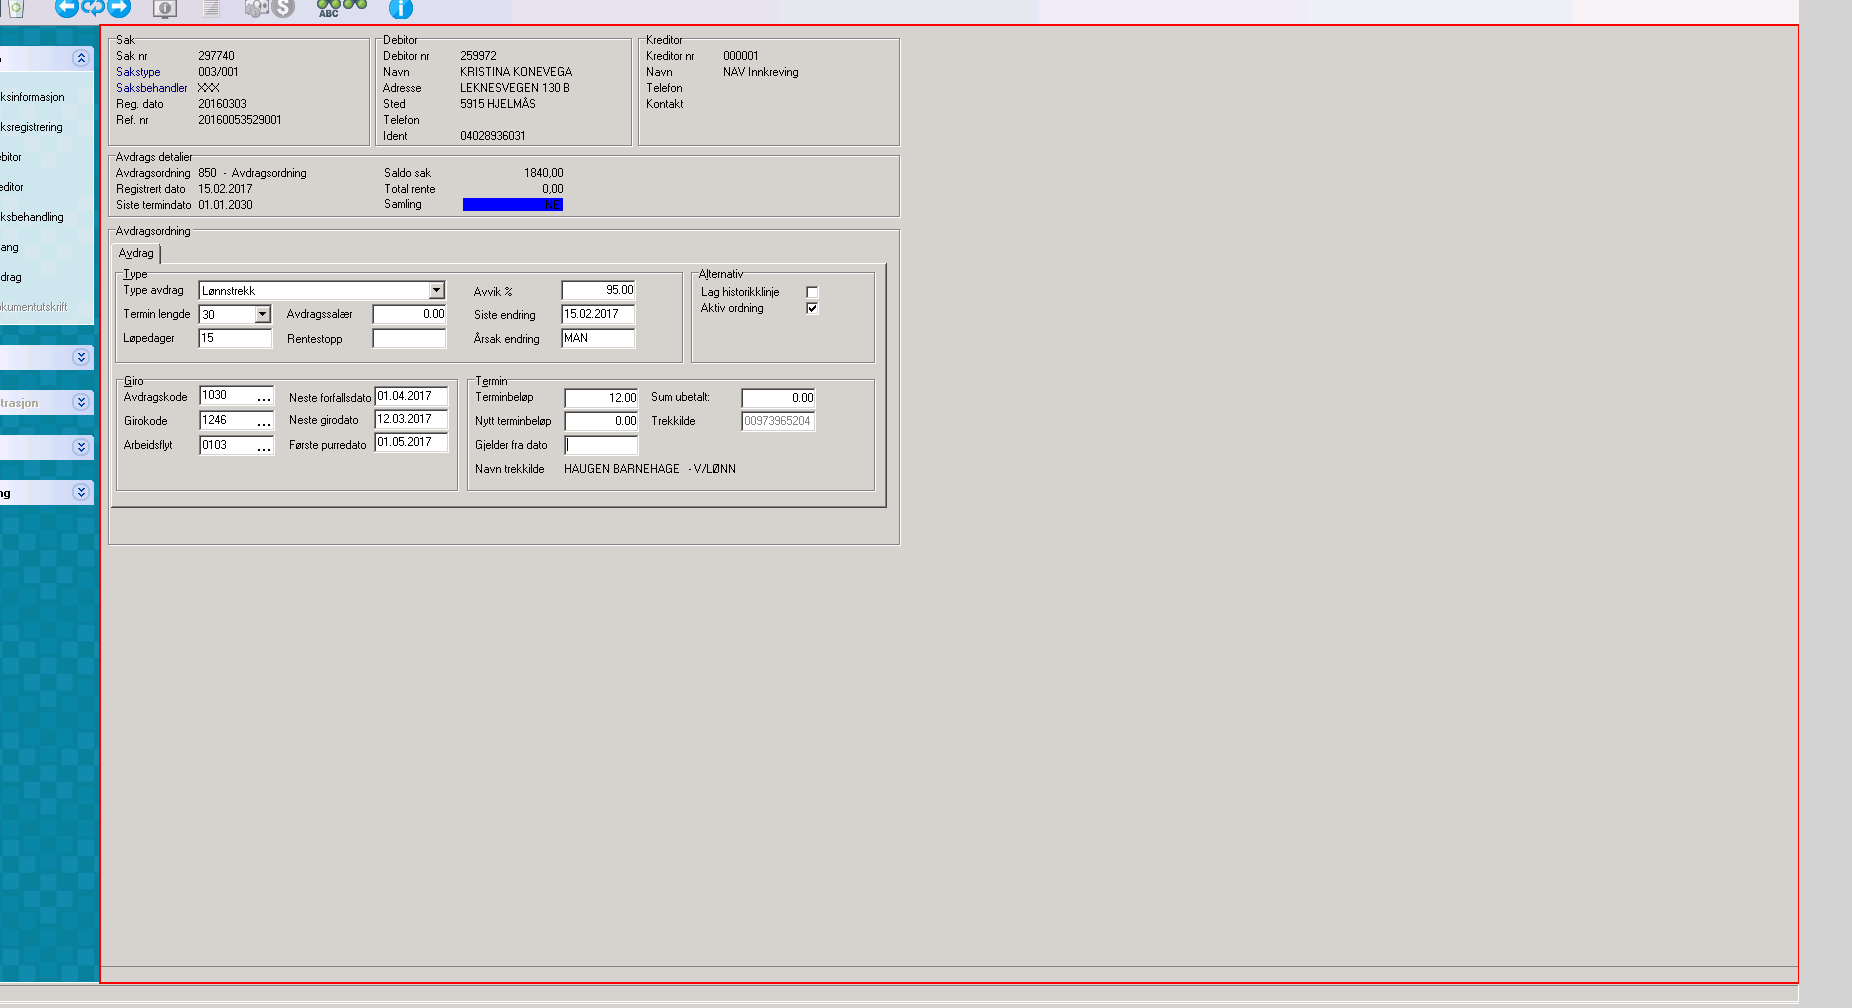 ABC
ksinformasjon
ksregistrering
ebitor
editor
ksbehandling
ang
drag
okumentutskrift
trasjon
ng
Sak
Sak nr 297740
Sakstype 003/001
Saksbehandler XXX
Reg. dato 20160303
Ref. nr 20160053529001
Debitor
Debitor nr 259972
Navn KRISTINA KONEVEGA
Adresse LEKNESVEGEN 130 B
Sted 5915 HJELMÅS
Telefon
Ident 04028936031
Kreditor
Kreditor nr 000001
Navn NAV Innkreving
Telefon
Kontakt
Avdrags detalier
Avdragsordning 850 - Avdragsordning Saldo sak 1840,00
Registrert dato 15.02.2017 Total rente 0,00
Siste termindato 01.01.2030 Samling NE
Avdragsordning
Avdrag
Type
Type avdrag Lønnstrekk Avvik % 95.00
Termin lengde 30 Avdragssalær 0.00 Siste endring 15.02.2017
Løpedager 15 Rentestopp Årsak endring MAN
Alternativ
Lag historikklinje
Aktiv ordning
Giro
Avdragskode 1030 ... Neste forfallsdato 01.04.2017
Girokode 1246 ... Neste girodato 12.03.2017
Arbeidsflyt 0103 ... Første purredato 01.05.2017
Termin
Terminbeløp 12.00 Sum ubetalt: 0.00
Nytt terminbeløp 0.00 Trekkilde 00973965204
Gjelder fra dato
Navn trekkilde HAUGEN BARNEHAGE - V/LØNN